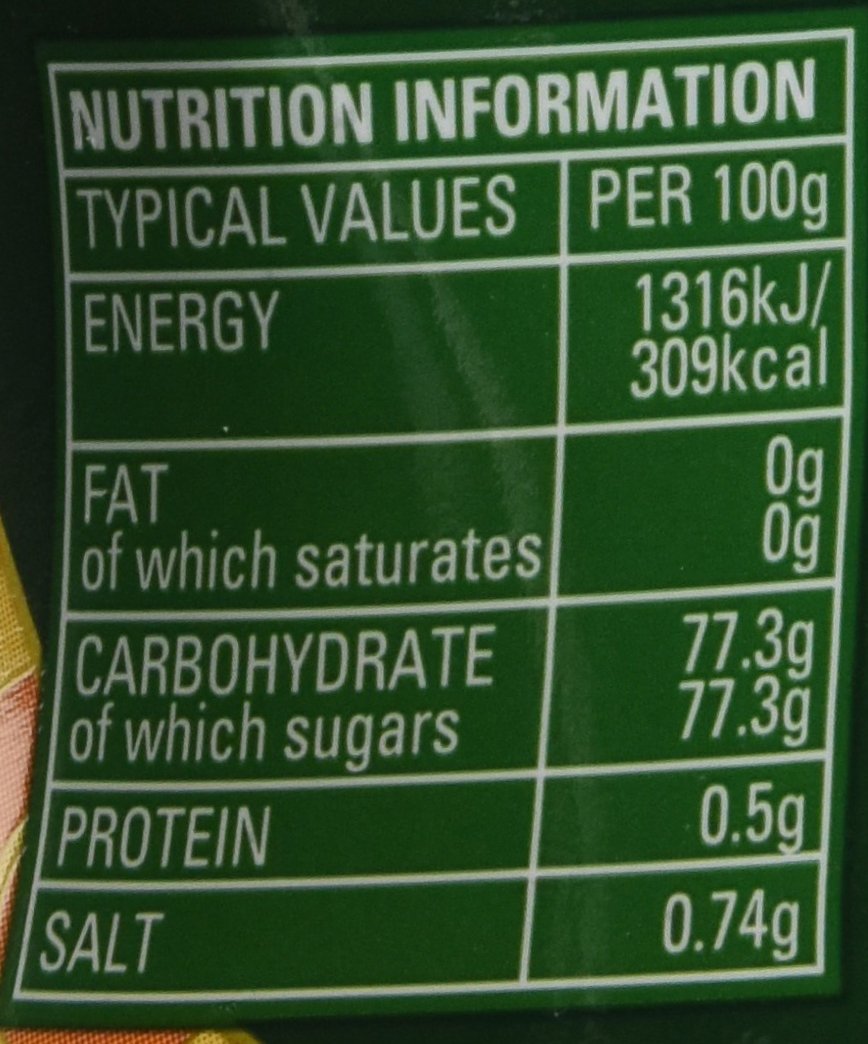 NUTRITION INFORMATION
TYPICAL VALUES PER 100g
ENERGY 1316kJ/
309kcal
FAT 0g
of which saturates 0g
CARBOHYDRATE 77.3g
of which sugars 77.3g
PROTEIN 0.5g
SALT 0.74g